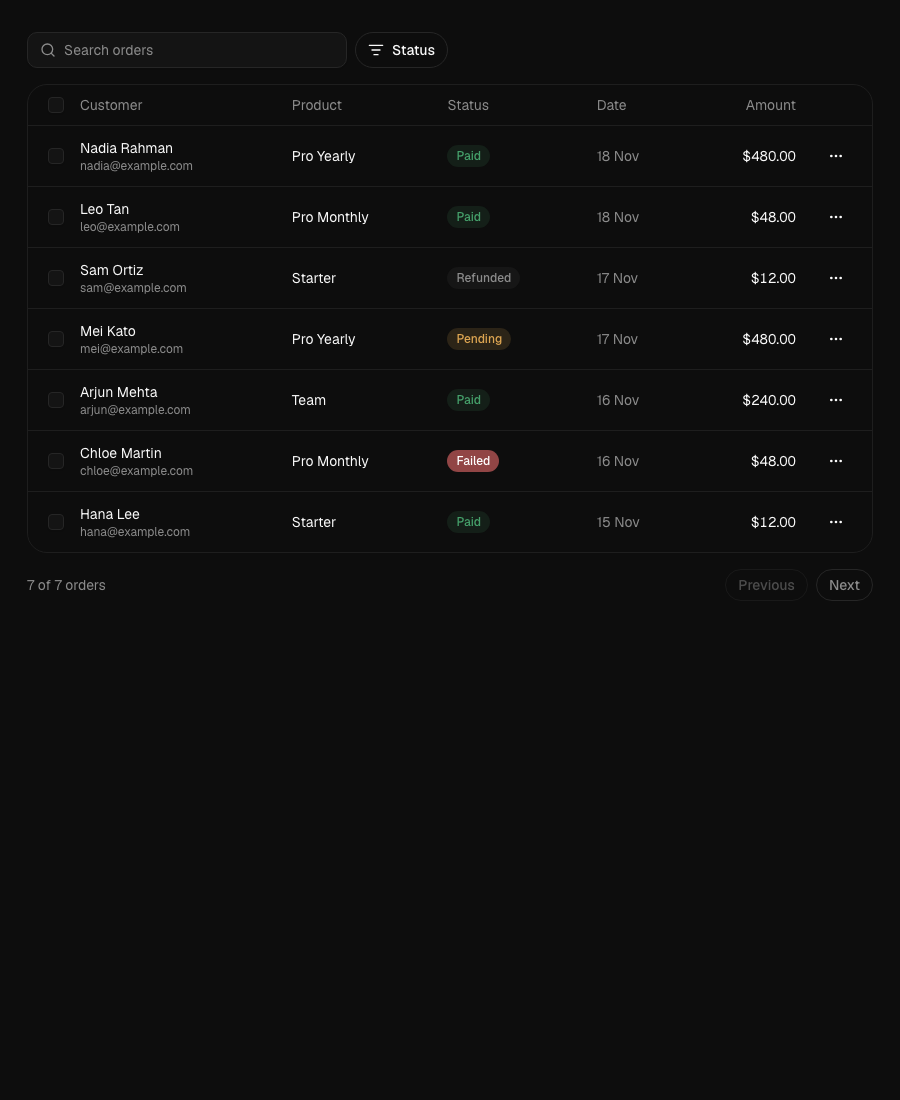 Search orders
Status
Customer Product Status Date Amount
Nadia Rahman
nadia@example.com
Pro Yearly Paid 18 Nov $480.00
Leo Tan
leo@example.com
Pro Monthly Paid 18 Nov $48.00
Sam Ortiz
sam@example.com
Starter Refunded 17 Nov $12.00
Mei Kato
mei@example.com
Pro Yearly Pending 17 Nov $480.00
Arjun Mehta
arjun@example.com
Team Paid 16 Nov $240.00
Chloe Martin
chloe@example.com
Pro Monthly Failed 16 Nov $48.00
Hana Lee
hana@example.com
Starter Paid 15 Nov $12.00
7 of 7 orders
Previous Next